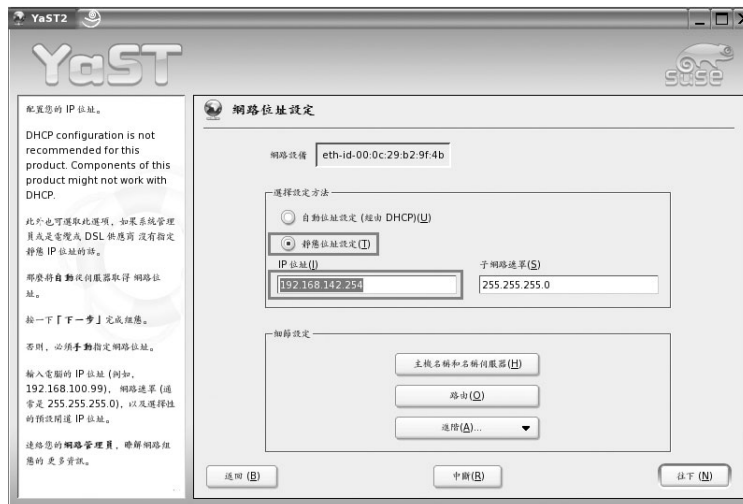 YaST2
YaST
suse
配置您的 IP 位址。
DHCP configuration is not
recommended for this
product. Components of this
product might not work with
DHCP.
此外也可選取此選項，如果系統管理
員或是電纜或 DSL 供應商 沒有指定
靜態 IP 位址的話。
那麼將自動從伺服器取得 網路位
址。
按一下「下一步」完成組態。
否則，必須手動指定網路位址。
輸入電腦的 IP 位址 (例如，
192.168.100.99)，網路遮罩 (通
常是 255.255.255.0)，以及選擇性
的預設閘道 IP 位址。
連絡您的網路管理員，瞭解網路組
態的 更多資訊。
網路位址設定
網路設備 eth-id-00:0c:29:b2:9f:4b
選擇設定方法
自動位址設定 (經由 DHCP)(U)
靜態位址設定(T)
IP 位址(I) 子網路遮罩(S)
192.168.142.254 255.255.255.0
細節設定
主機名稱和名稱伺服器(H)
路由(O)
進階(A)...
返回 (B) 中斷(R) 往下 (N)